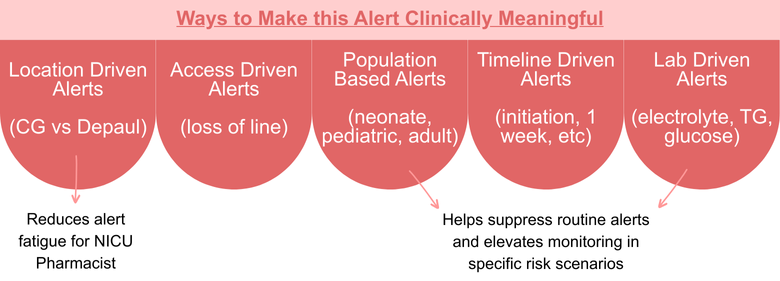 Ways to Make this Alert Clinically Meaningful
Location Driven
Alerts
(CG vs Depaul)
Access Driven
Alerts
(loss of line)
Population
Based Alerts
(neonate,
pediatric, adult)
Timeline Driven
Alerts
(initiation, 1
week, etc)
Lab Driven
Alerts
(electrolyte, TG,
glucose)
Reduces alert
fatigue for NICU
Pharmacist
Helps suppress routine alerts
and elevates monitoring in
specific risk scenarios